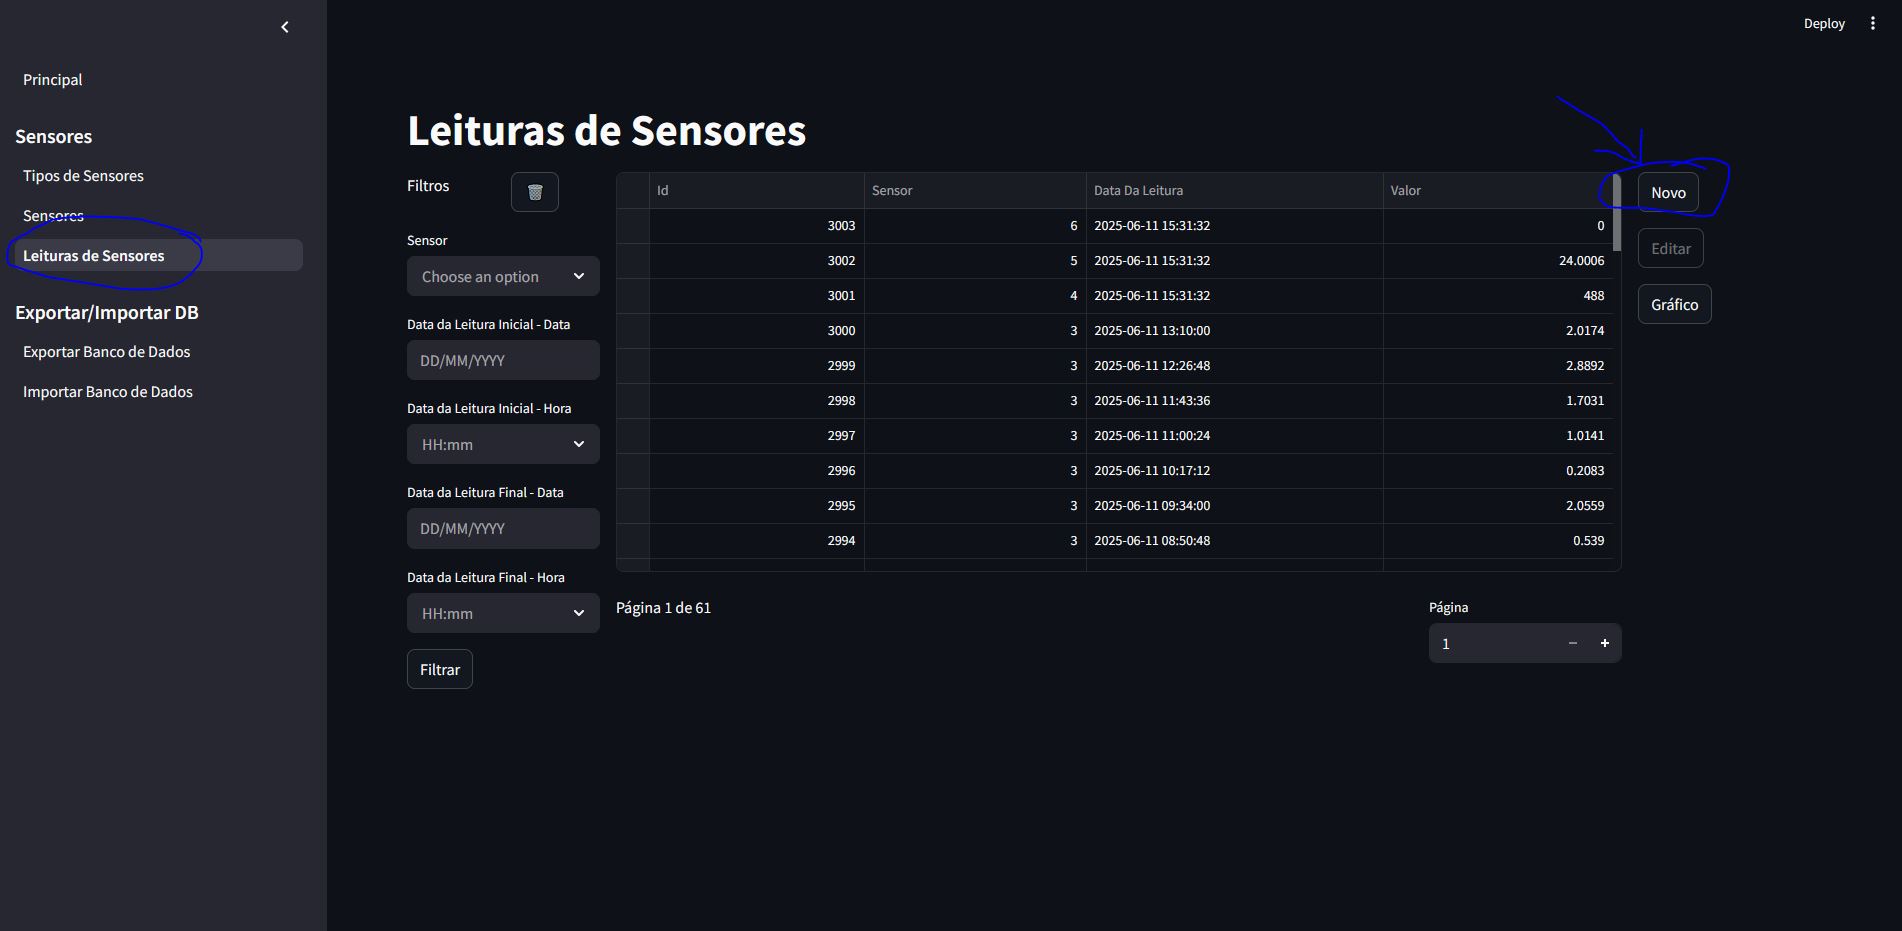 Deploy
Principal
Sensores
Tipos de Sensores
Sensores
Leituras de Sensores
Exportar/Importar DB
Exportar Banco de Dados
Importar Banco de Dados
Leituras de Sensores
Filtros
Sensor
Choose an option
Data da Leitura Inicial - Data
DD/MM/YYYY
Data da Leitura Inicial - Hora
HH:mm
Data da Leitura Final - Data
DD/MM/YYYY
Data da Leitura Final - Hora
HH:mm
Filtrar
Id Sensor Data Da Leitura Valor
3003 6 2025-06-11 15:31:32 0
3002 5 2025-06-11 15:31:32 24.0006
3001 4 2025-06-11 15:31:32 488
3000 3 2025-06-11 13:10:00 2.0174
2999 3 2025-06-11 12:26:48 2.8892
2998 3 2025-06-11 11:43:36 1.7031
2997 3 2025-06-11 11:00:24 1.0141
2996 3 2025-06-11 10:17:12 0.2083
2995 3 2025-06-11 09:34:00 2.0559
2994 3 2025-06-11 08:50:48 0.539
Página 1 de 61
Página
1
Novo
Editar
Gráfico